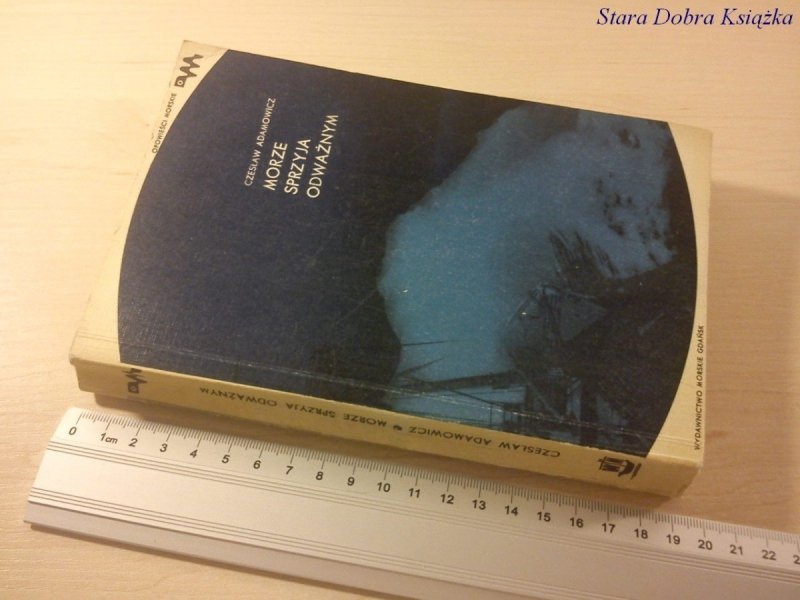 Stara Dobra Książka
OPOWIEŚCI MORSKIE
CZESŁAW ADAMOWICZ
MORZE
SPRZYJA
ODWAŻNYM
WYDAWNICTWO MORSKIE GDAŃSK
CZESŁAW ADAMOWICZ MORZE SPRZYJA ODWAŻNYM
0 1cm 2 3 4 5 6 7 8 9 10 11 12 13 14 15 16 17 18 19 20 21 22